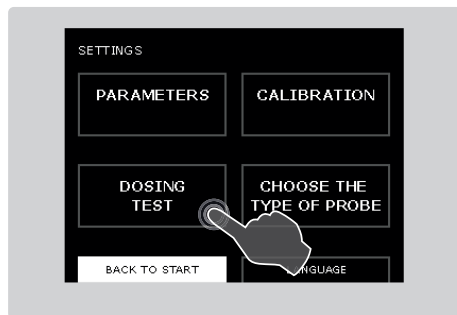 SETTINGS
PARAMETERS
CALIBRATION
DOSING
TEST
CHOOSE THE
TYPE OF PROBE
BACK TO START